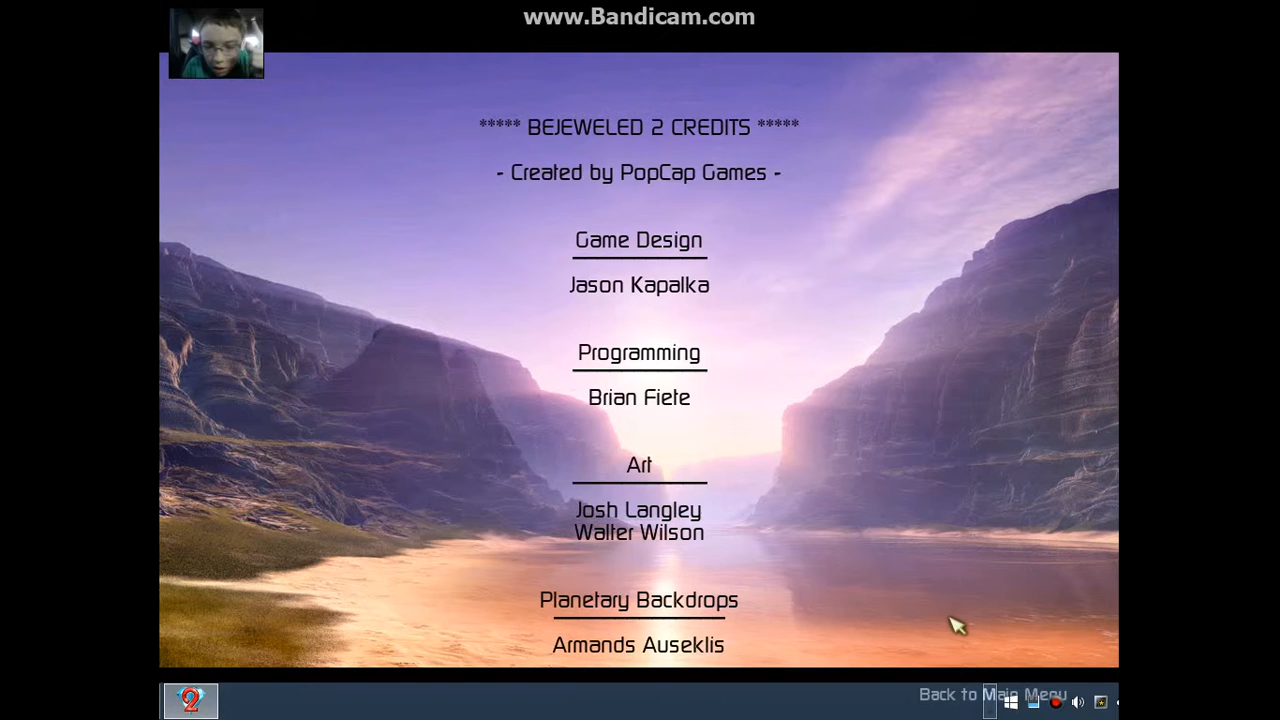 www.Bandicam.com
***** BEJEWELED 2 CREDITS *****
- Created by PopCap Games -
Game Design
Jason Kapalka
Programming
Brian Fiete
Art
Josh Langley
Walter Wilson
Planetary Backdrops
Armands Auseklis
2
Back to Main Menu